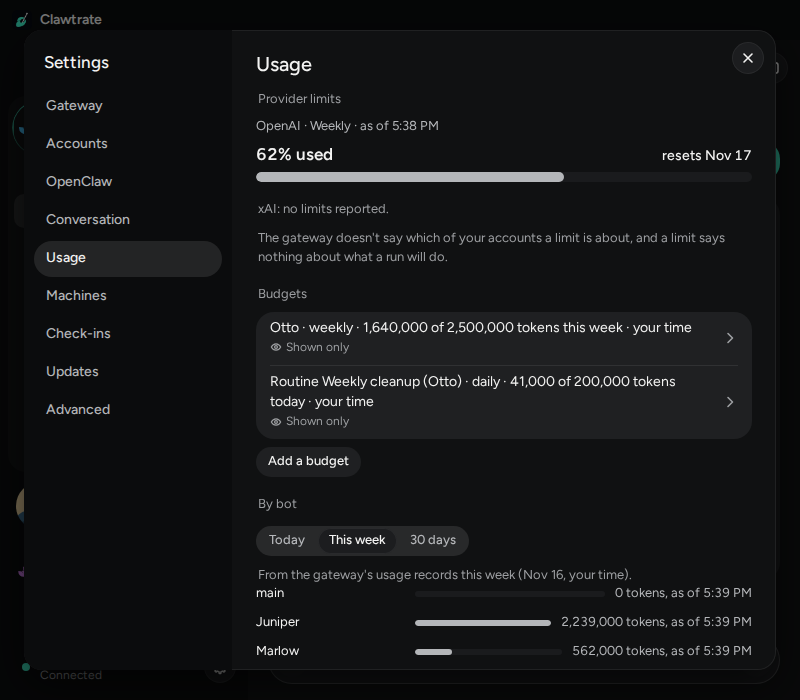 Clawtrate
Settings
Gateway
Accounts
OpenClaw
Conversation
Usage
Machines
Check-ins
Updates
Advanced
Usage
Provider limits
OpenAI · Weekly · as of 5:38 PM
62% used
resets Nov 17
xAI: no limits reported.
The gateway doesn't say which of your accounts a limit is about, and a limit says
nothing about what a run will do.
Budgets
Otto · weekly · 1,640,000 of 2,500,000 tokens this week · your time
Shown only
Routine Weekly cleanup (Otto) · daily · 41,000 of 200,000 tokens
today · your time
Shown only
Add a budget
By bot
Today This week 30 days
From the gateway's usage records this week (Nov 16, your time).
main 0 tokens, as of 5:39 PM
Juniper 2,239,000 tokens, as of 5:39 PM
Marlow 562,000 tokens, as of 5:39 PM
Connected